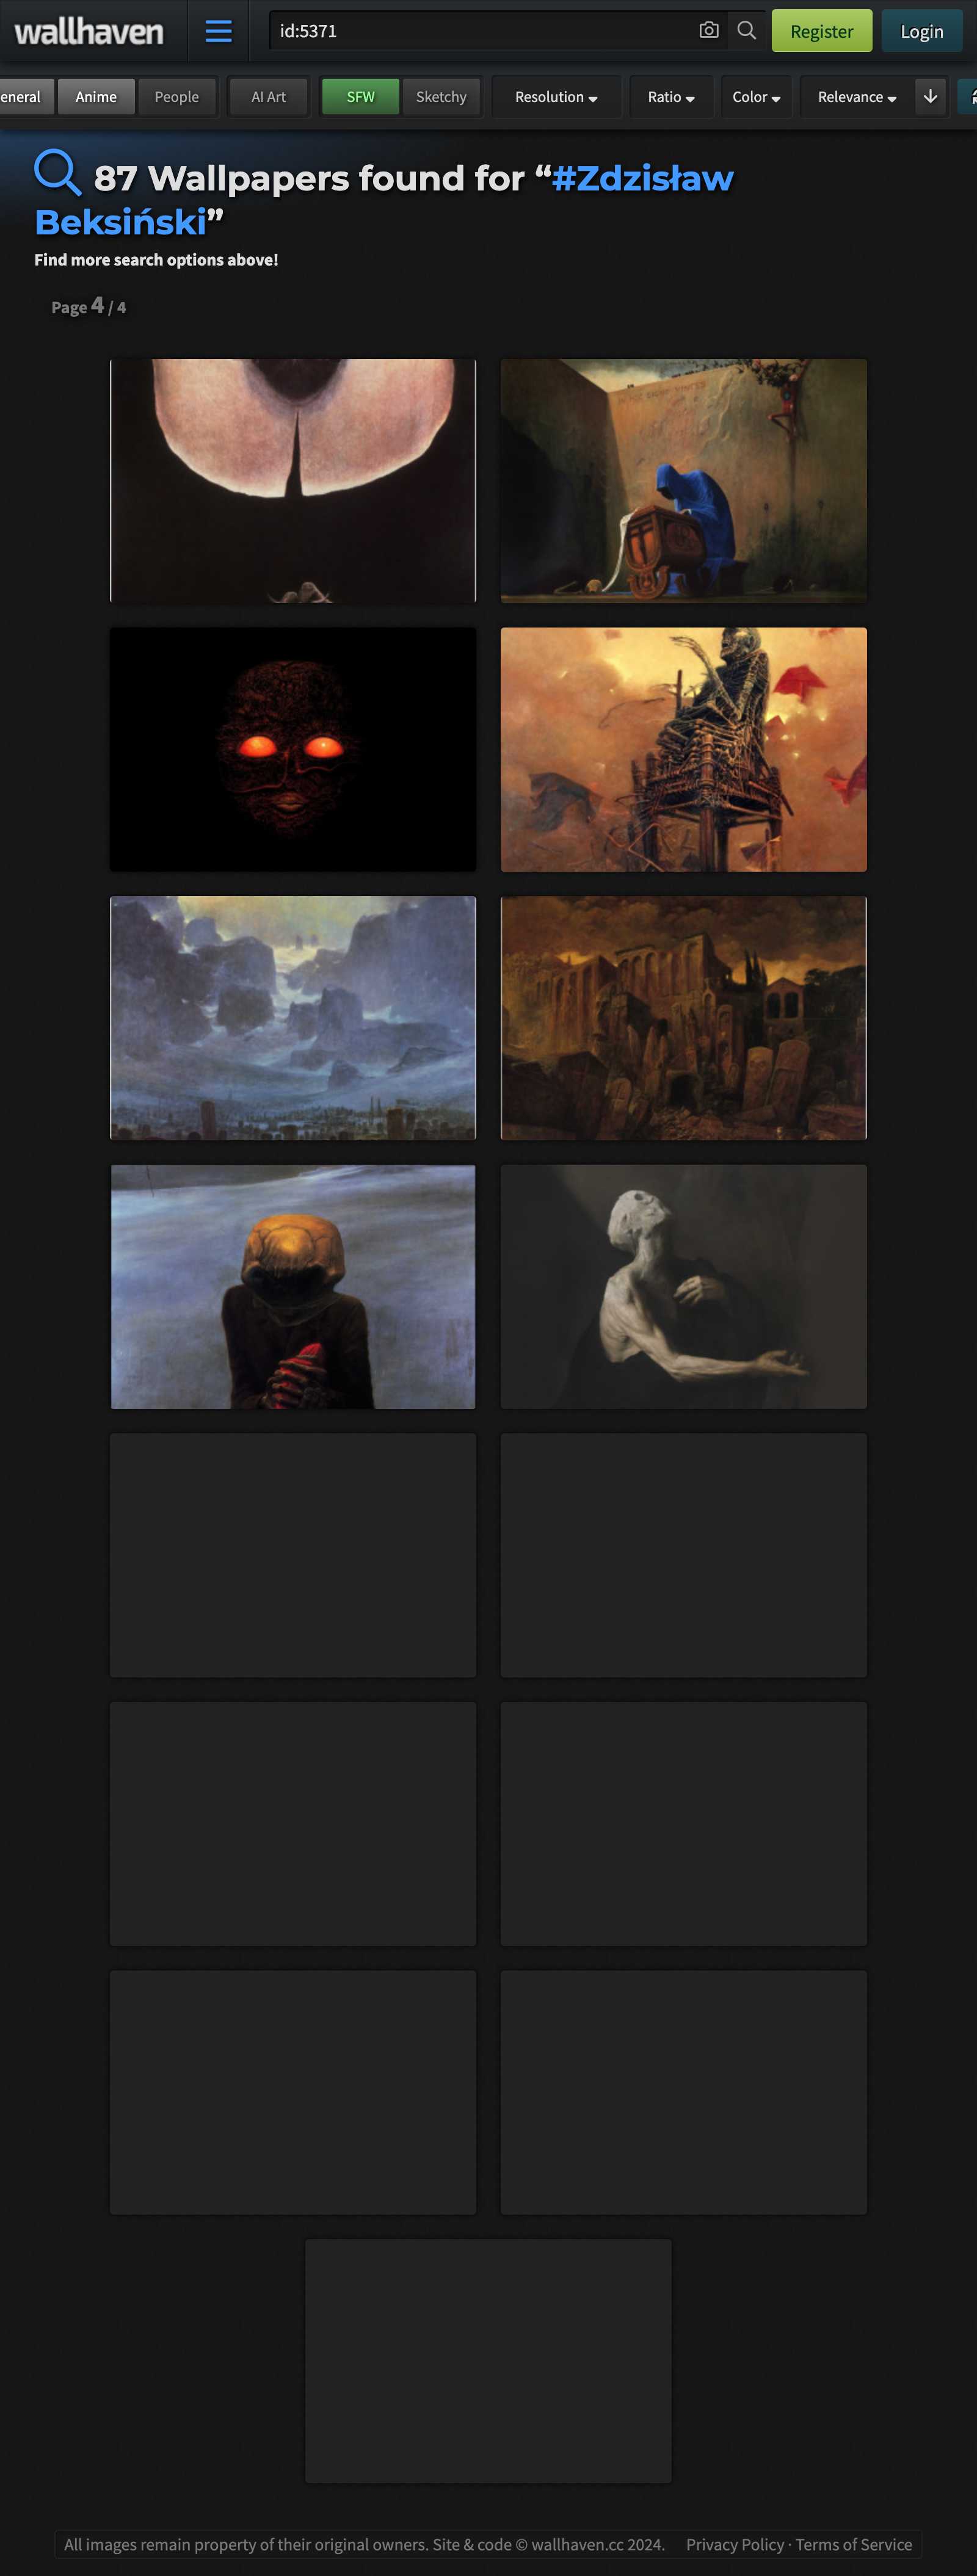 wallhaven
id:5371
Register
Login
eneral
Anime
People
AI Art
SFW
Sketchy
Resolution
Ratio
Color
Relevance
87 Wallpapers found for “#Zdzisław
Beksiński”
Find more search options above!
Page 4 / 4
All images remain property of their original owners. Site & code © wallhaven.cc 2024. Privacy Policy · Terms of Service